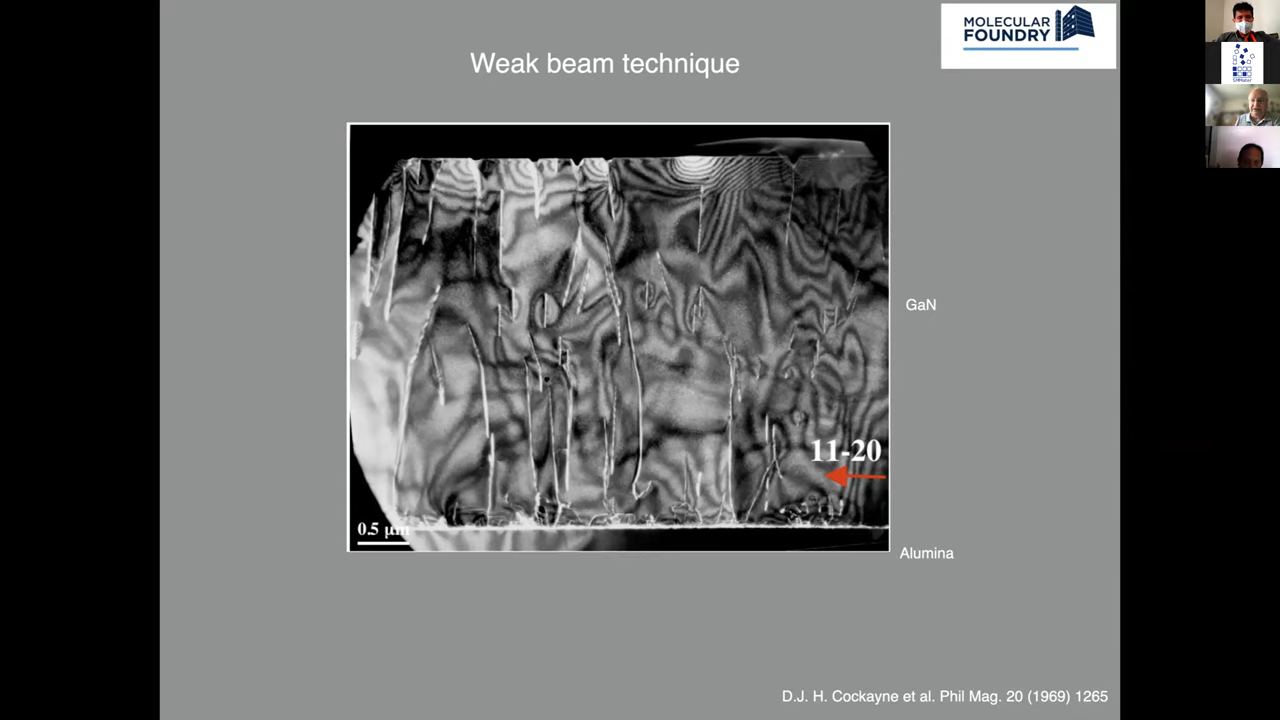 MOLECULAR
FOUNDRY
Weak beam technique
GaN
11-20
0.5 μm
Alumina
D.J. H. Cockayne et al. Phil Mag. 20 (1969) 1265